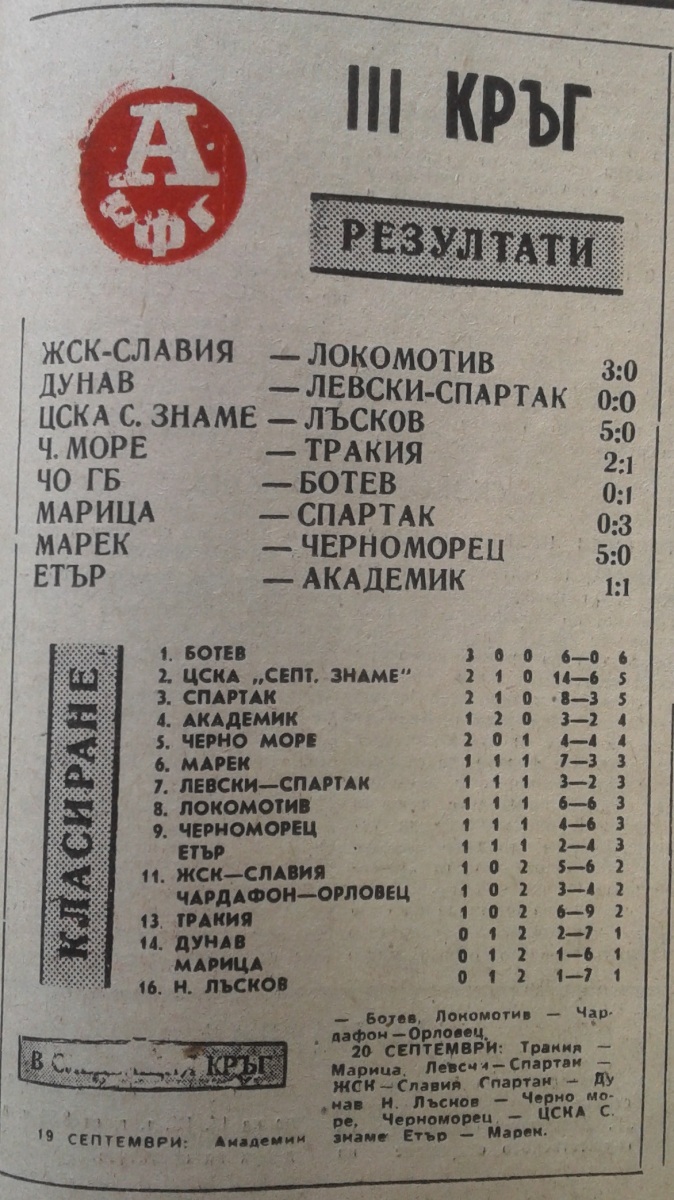 А
ЕФГ
III КРЪГ
РЕЗУЛТАТИ
ЖСК-СЛАВИЯ — ЛОКОМОТИВ 3:0
ДУНАВ — ЛЕВСКИ-СПАРТАК 0:0
ЦСКА С. ЗНАМЕ — ЛЪСКОВ 5:0
Ч. МОРЕ — ТРАКИЯ 2:1
ЧО ГБ — БОТЕВ 0:1
МАРИЦА — СПАРТАК 0:3
МАРЕК — ЧЕРНОМОРЕЦ 5:0
ЕТЪР — АКАДЕМИК 1:1
КЛАСИРАНЕ
1. БОТЕВ 3 0 0 6—0 6
2. ЦСКА „СЕПТ. ЗНАМЕ" 2 1 0 14—6 5
3. СПАРТАК 2 1 0 8—3 5
4. АКАДЕМИК 1 2 0 3—2 4
5. ЧЕРНО МОРЕ 2 0 1 4—4 4
6. МАРЕК 1 1 1 7—3 3
7. ЛЕВСКИ—СПАРТАК 1 1 1 3—2 3
8. ЛОКОМОТИВ 1 1 1 6—6 3
9. ЧЕРНОМОРЕЦ 1 1 1 4—6 3
ЕТЪР 1 1 1 2—4 3
11. ЖСК—СЛАВИЯ 1 0 2 5—6 2
ЧАРДАФОН—ОРЛОВЕЦ 1 0 2 3—4 2
13. ТРАКИЯ 1 0 2 6—9 2
14. ДУНАВ 0 1 2 2—7 1
МАРИЦА 0 1 2 1—6 1
16. Н. ЛЪСКОВ 0 1 2 1—7 1
В КРЪГ
19 СЕПТЕМВРИ: Академик
— Ботев, Локомотив — Чар-
дафон—Орловец.
20 СЕПТЕМВРИ: Тракия —
Марица, Левски—Спартак —
ЖСК—Славия Спартак — Ду
нав Н. Лъсков — Черно мо-
ре, Черноморец — ЦСКА С.
знаме Етър — Марек.